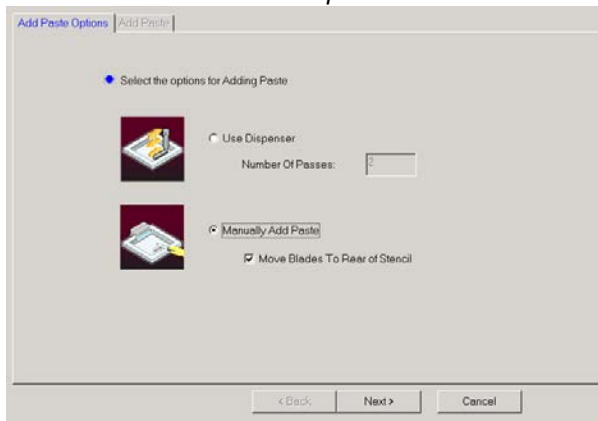 Add Paste Options Add Paste
Select the options for Adding Paste
Use Dispenser
Number Of Passes: 2
Manually Add Paste
Move Blades To Rear of Stencil
< Back Next > Cancel